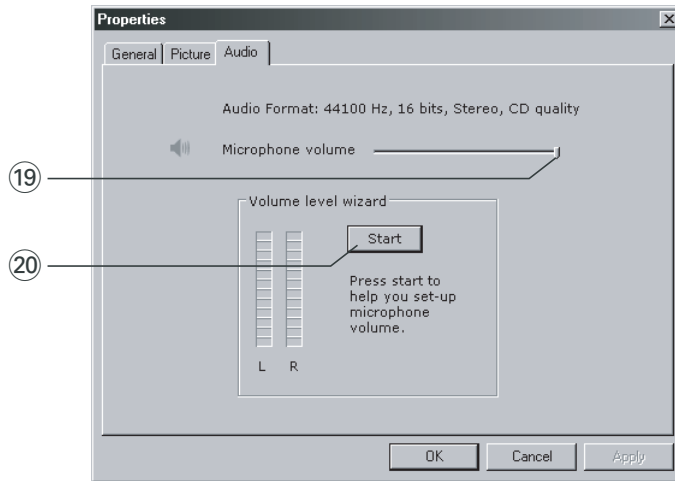 Properties
General Picture Audio
Audio Format: 44100 Hz, 16 bits, Stereo, CD quality
Microphone volume
19
Volume level wizard
Start
20
Press start to
help you set-up
microphone
volume.
L R
OK Cancel Apply